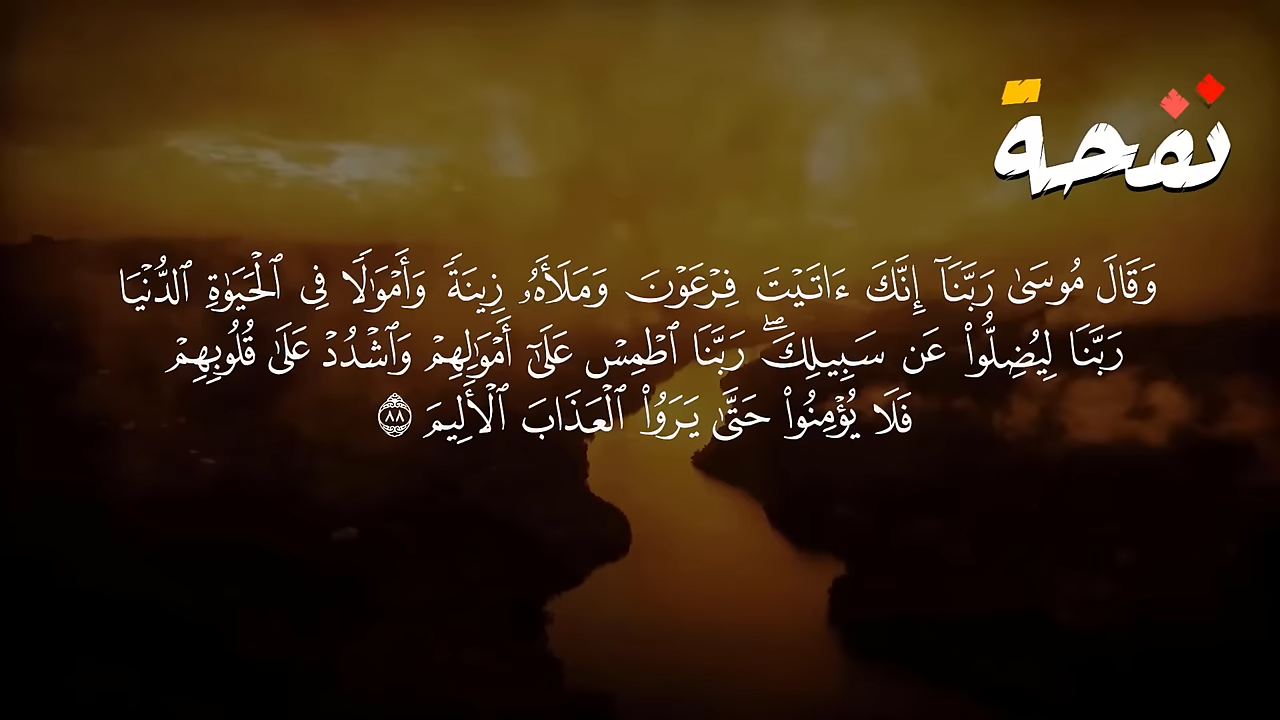 نفحة
وَقَالَ مُوسَىٰ رَبَّنَآ إِنَّكَ ءَاتَيْتَ فِرْعَوْنَ وَمَلَأَهُۥ زِينَةً وَأَمْوَٰلًا فِى ٱلْحَيَوٰةِ ٱلدُّنْيَا
رَبَّنَا لِيُضِلُّوا۟ عَن سَبِيلِكَ ۖ رَبَّنَا ٱطْمِسْ عَلَىٰٓ أَمْوَٰلِهِمْ وَٱشْدُدْ عَلَىٰ قُلُوبِهِمْ
فَلَا يُؤْمِنُوا۟ حَتَّىٰ يَرَوُا۟ ٱلْعَذَابَ ٱلْأَلِيمَ ٨٨